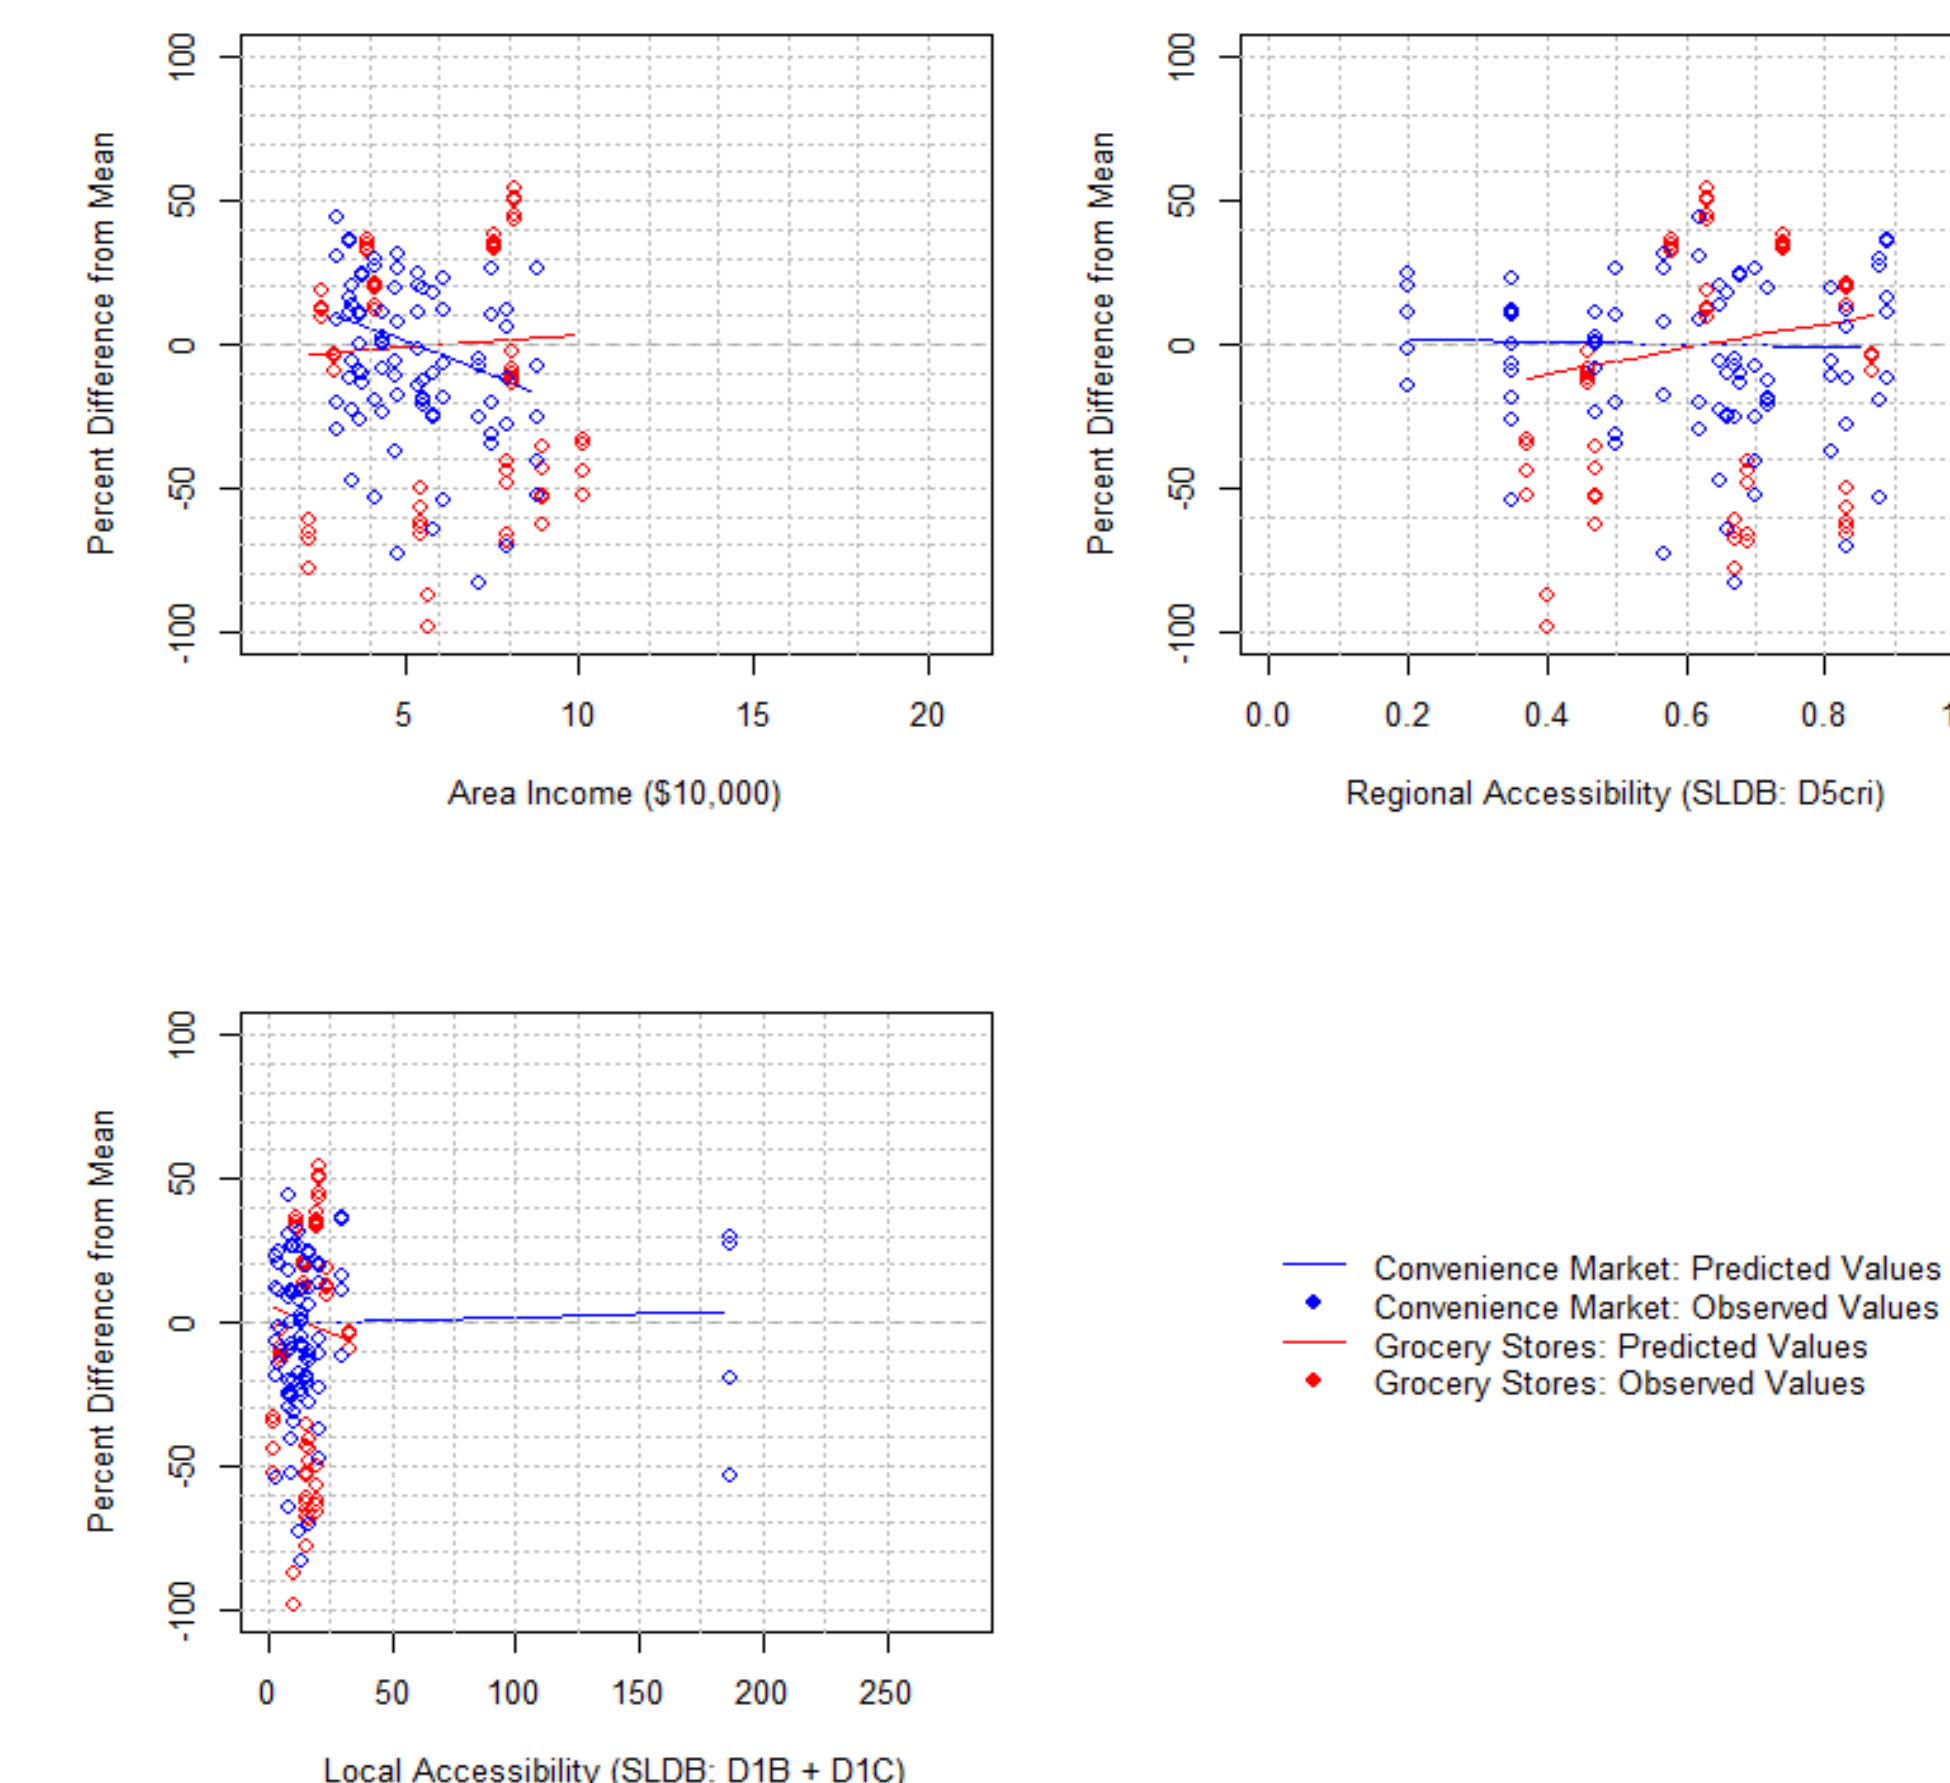 Percent Difference from Mean
100
50
0
-50
-100
5 10 15 20
Area Income ($10,000)
Percent Difference from Mean
100
50
0
-50
-100
0.0 0.2 0.4 0.6 0.8
Regional Accessibility (SLDB: D5cri)
Percent Difference from Mean
100
50
0
-50
-100
0 50 100 150 200 250
Local Accessibility (SLDB: D1B + D1C)
Convenience Market: Predicted Values
Convenience Market: Observed Values
Grocery Stores: Predicted Values
Grocery Stores: Observed Values